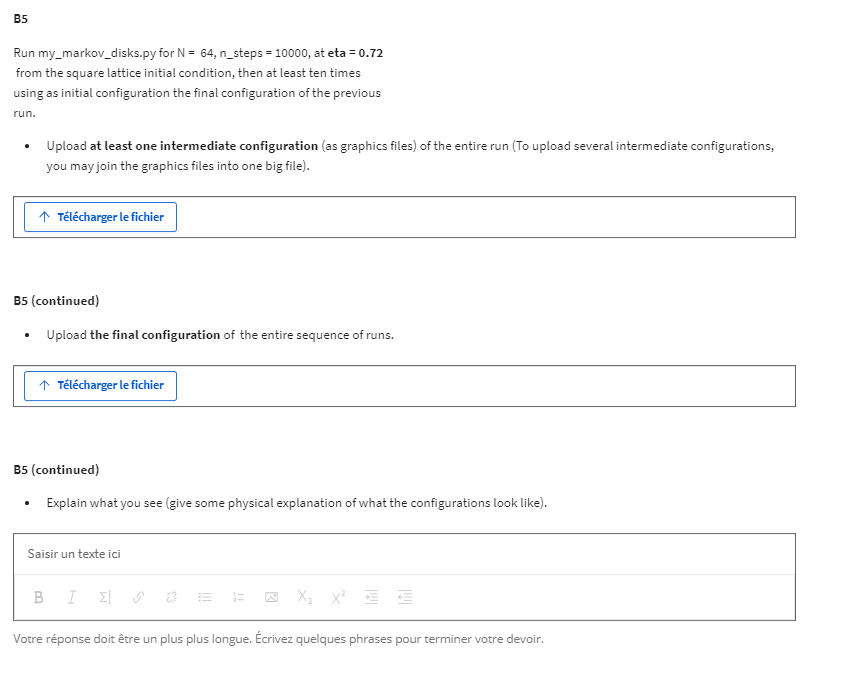 B5
Run my_markov_disks.py for N = 64, n_steps = 10000, at eta = 0.72
from the square lattice initial condition, then at least ten times
using as initial configuration the final configuration of the previous
run.
• Upload at least one intermediate configuration (as graphics files) of the entire run (To upload several intermediate configurations,
you may join the graphics files into one big file).
Télécharger le fichier
B5 (continued)
• Upload the final configuration of the entire sequence of runs.
Télécharger le fichier
B5 (continued)
• Explain what you see (give some physical explanation of what the configurations look like).
Saisir un texte ici
B I Σ| X₂ X²
Votre réponse doit être un plus plus longue. Écrivez quelques phrases pour terminer votre devoir.